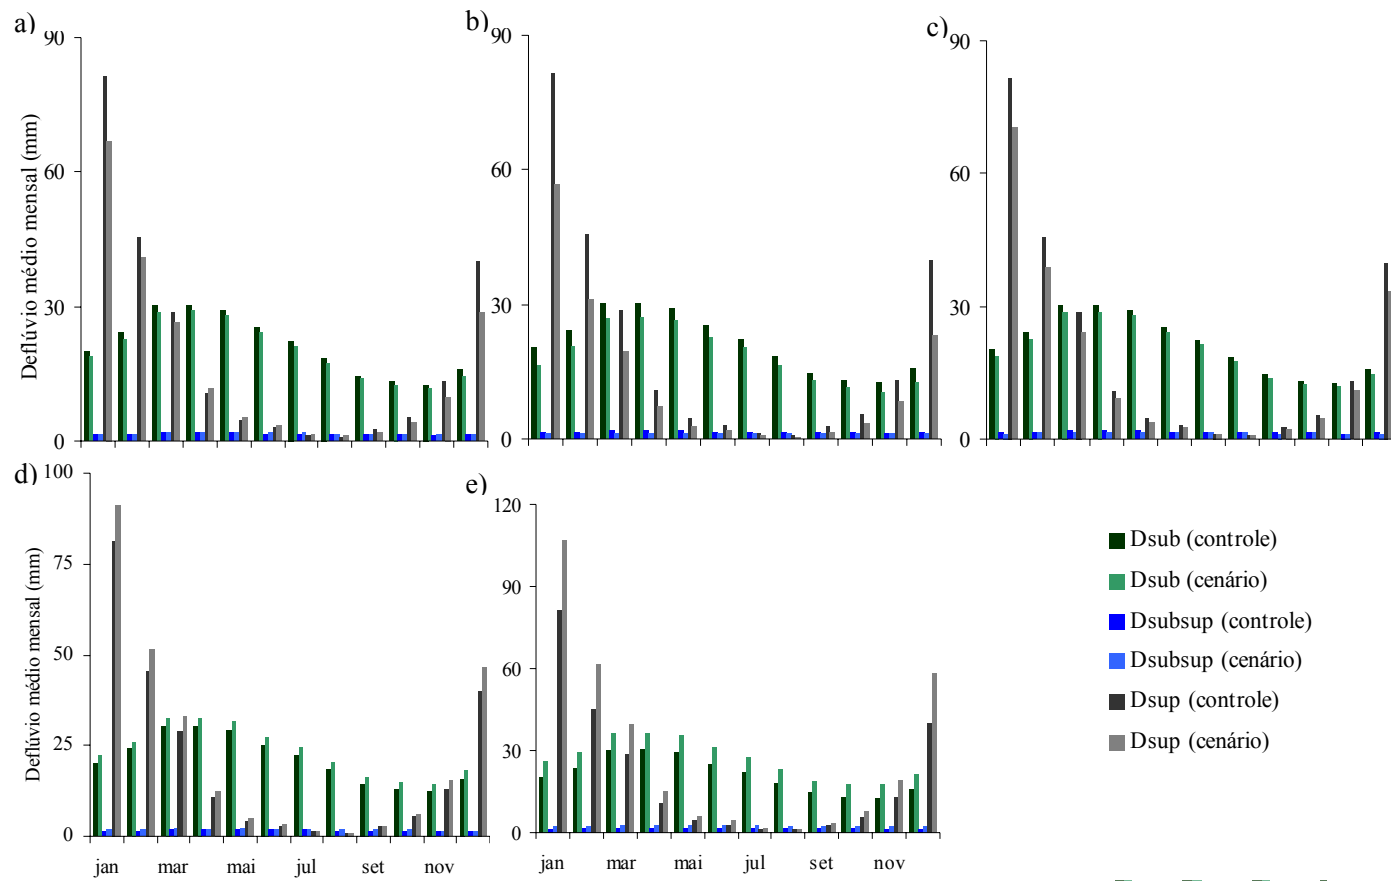 a)
90
60
30
0
Deflúvio médio mensal (mm)
b)
90
60
30
0
c)
90
60
30
0
d)
100
75
50
25
0
Deflúvio médio mensal (mm)
jan mar mai jul set nov
e)
120
90
60
30
0
jan mar mai jul set nov
Dsub (controle)
Dsub (cenário)
Dsubsup (controle)
Dsubsup (cenário)
Dsup (controle)
Dsup (cenário)